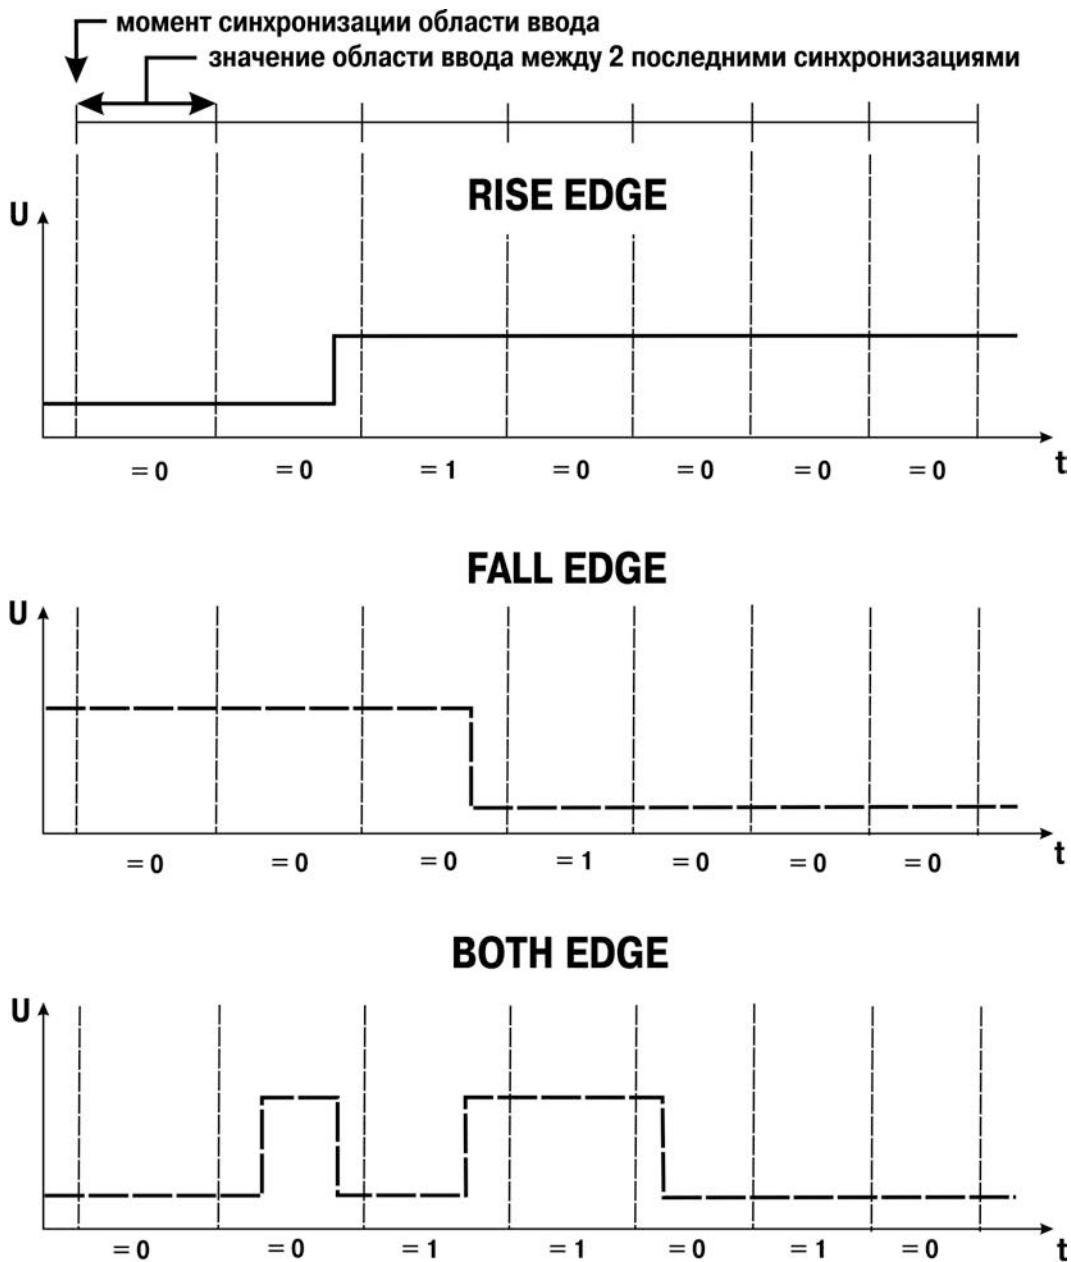 момент синхронизации области ввода
значение области ввода между 2 последними синхронизациями
RISE EDGE
U
= 0 = 0 = 1 = 0 = 0 = 0 = 0 t
FALL EDGE
U
= 0 = 0 = 0 = 1 = 0 = 0 = 0 t
BOTH EDGE
U
= 0 = 0 = 1 = 1 = 0 = 1 = 0 t